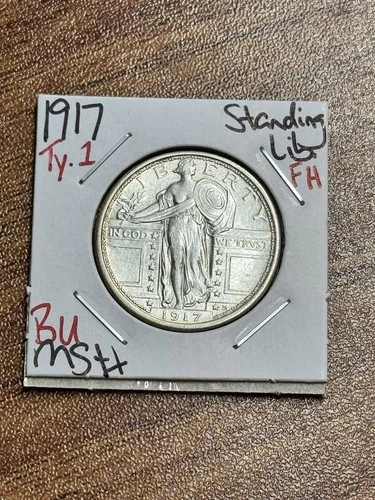 1917
Ty. 1
Standing
Lib.
FH
LIBERTY
IN GOD WE TRUST
1917
BU
MS++